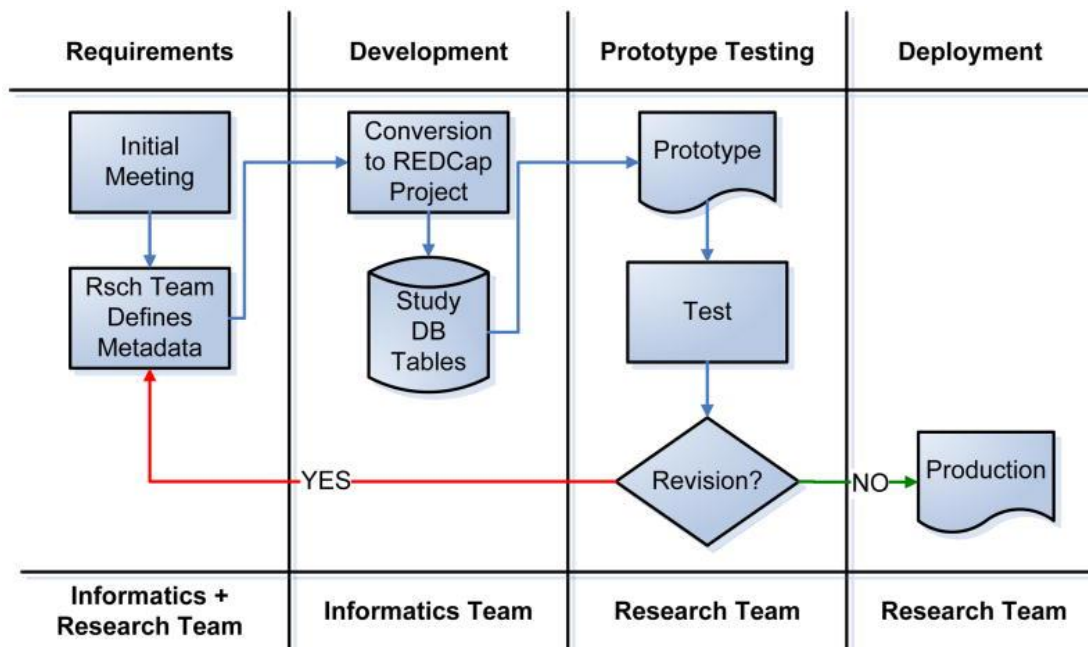 Requirements
Development
Prototype Testing
Deployment
Initial
Meeting
Conversion
to REDCap
Project
Prototype
Rsch Team
Defines
Metadata
Study
DB
Tables
Test
YES
Revision?
NO
Production
Informatics +
Research Team
Informatics Team
Research Team
Research Team